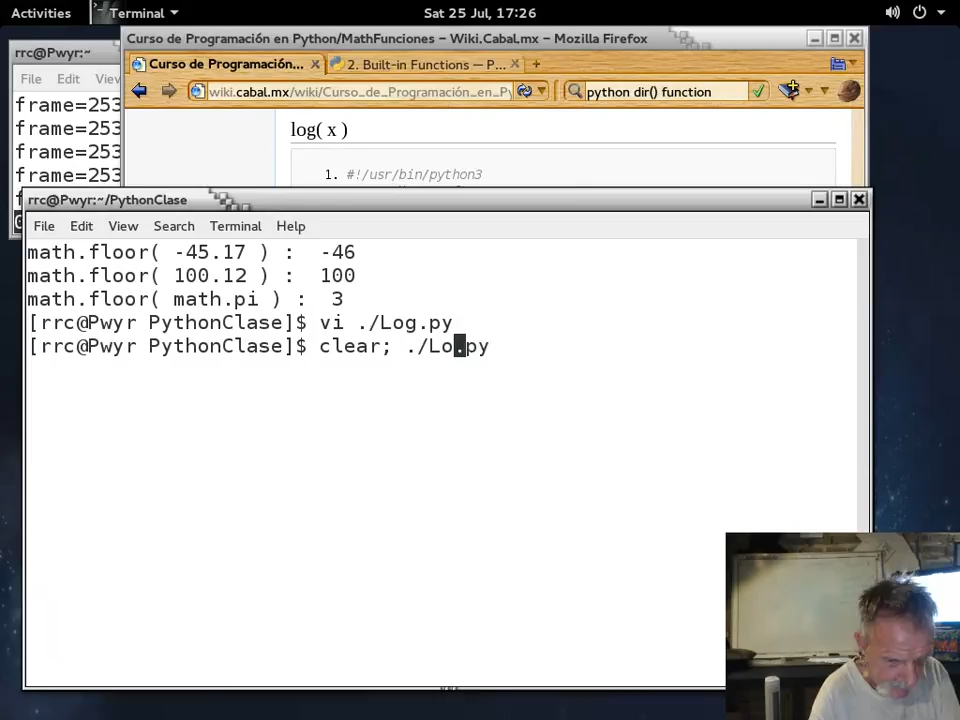 Activities
Terminal
Sat 25 Jul, 17:26
rrc@Pwyr:~
File Edit View
frame=253
frame=253
frame=253
frame=253
Curso de Programación en Python/MathFunciones – Wiki.Cabal.mx – Mozilla Firefox
Curso de Programación...
2. Built-in Functions — P...
wiki.cabal.mx/wiki/Curso_de_Programación_en_Py
python dir() function
log( x )
1. #!/usr/bin/python3
rrc@Pwyr:~/PythonClase
File Edit View Search Terminal Help
math.floor( -45.17 ) : -46
math.floor( 100.12 ) : 100
math.floor( math.pi ) : 3
[rrc@Pwyr PythonClase]$ vi ./Log.py
[rrc@Pwyr PythonClase]$ clear; ./Lo.py